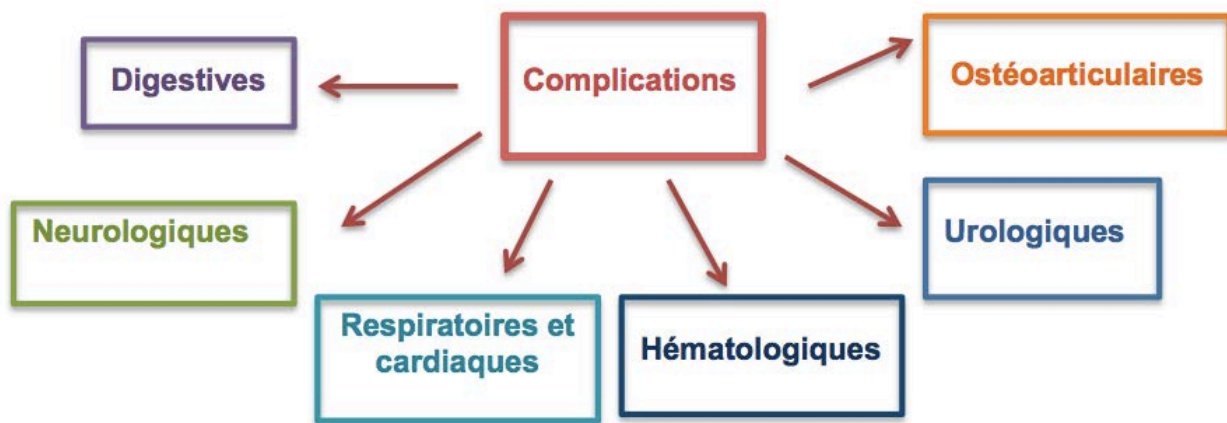 Complications
Digestives
Ostéoarticulaires
Neurologiques
Urologiques
Respiratoires et
cardiaques
Hématologiques